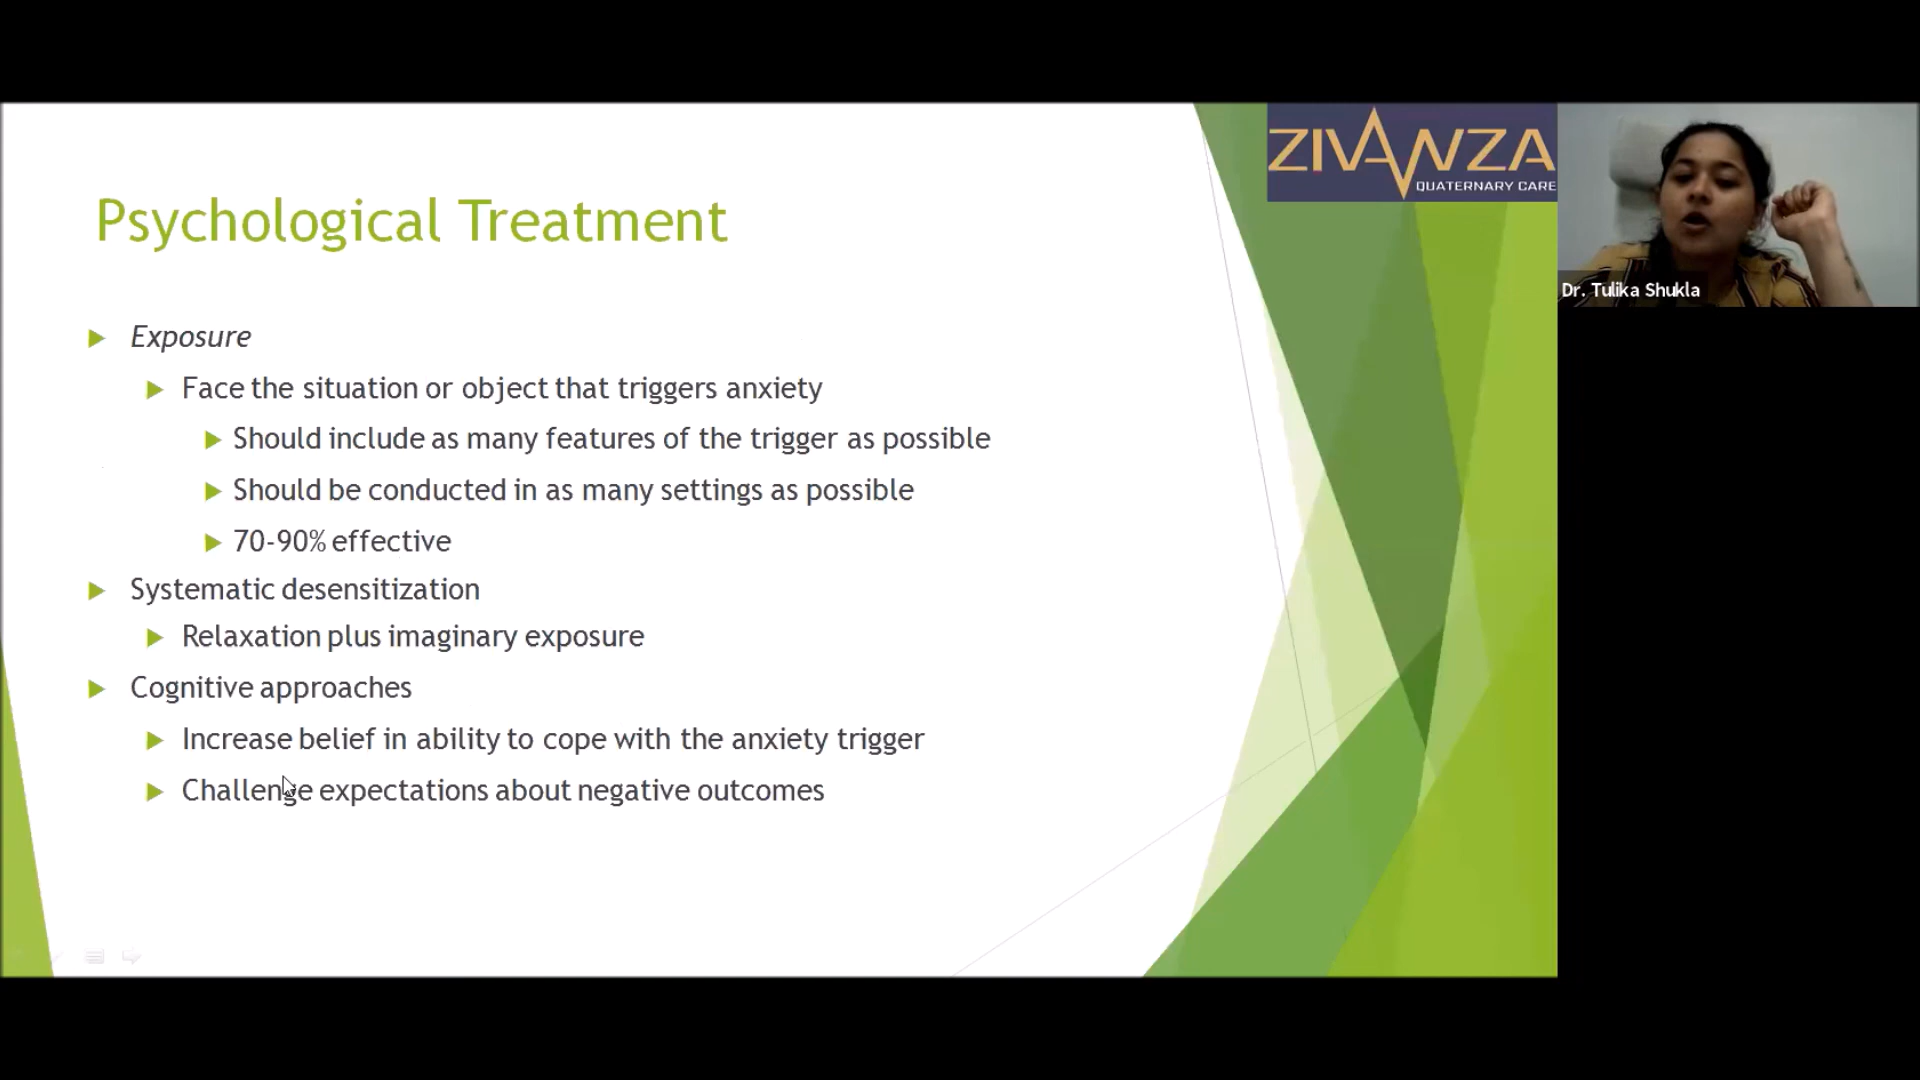 ZIVANZA
QUATERNARY CARE
Dr. Tulika Shukla
Psychological Treatment
Exposure
Face the situation or object that triggers anxiety
Should include as many features of the trigger as possible
Should be conducted in as many settings as possible
70-90% effective
Systematic desensitization
Relaxation plus imaginary exposure
Cognitive approaches
Increase belief in ability to cope with the anxiety trigger
Challenge expectations about negative outcomes